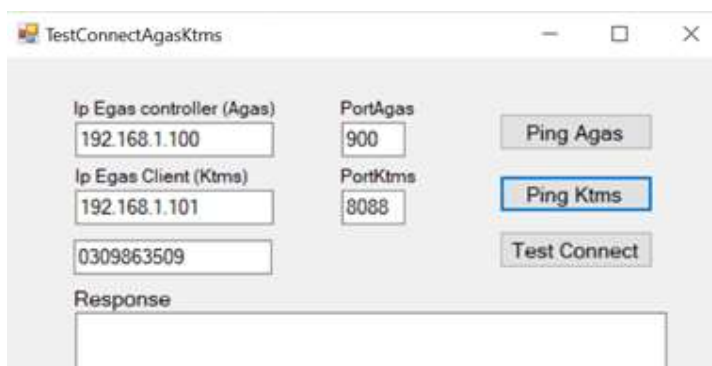 TestConnectAgasKtms
Ip Egas controller (Agas) PortAgas
192.168.1.100 900 Ping Agas
Ip Egas Client (Ktms) PortKtms
192.168.1.101 8088 Ping Ktms
0309863509 Test Connect
Response